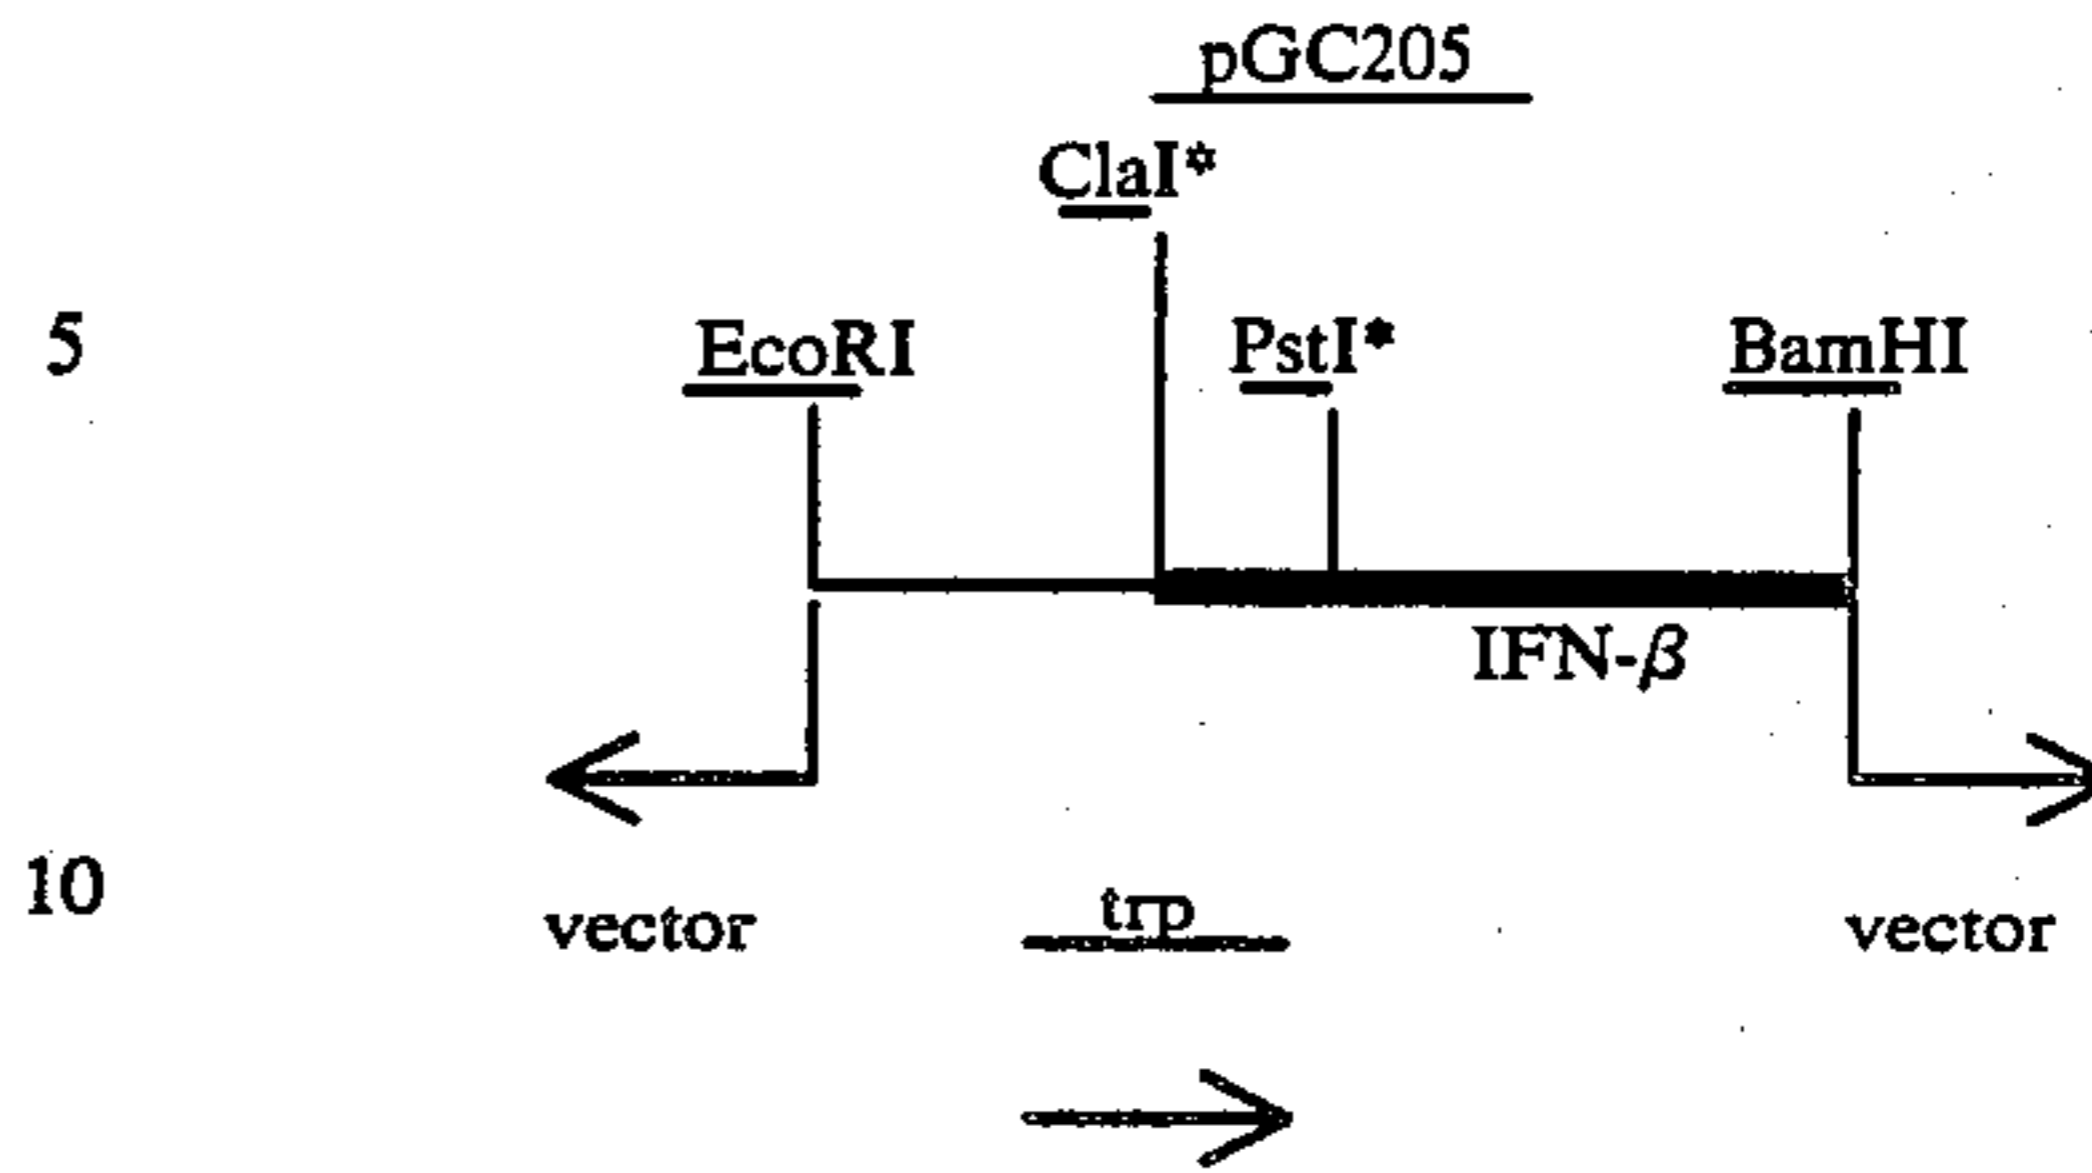 pGC205
ClaI*
5 EcoRI PstI* BamHI
IFN-β
10 vector trp vector